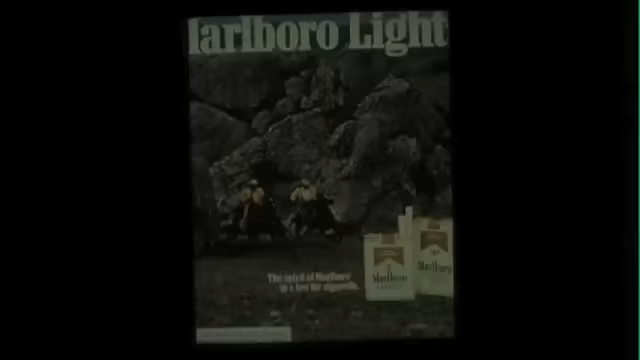 Marlboro Light
The spirit of Marlboro
in a low tar cigarette.
Marlboro
Marlboro